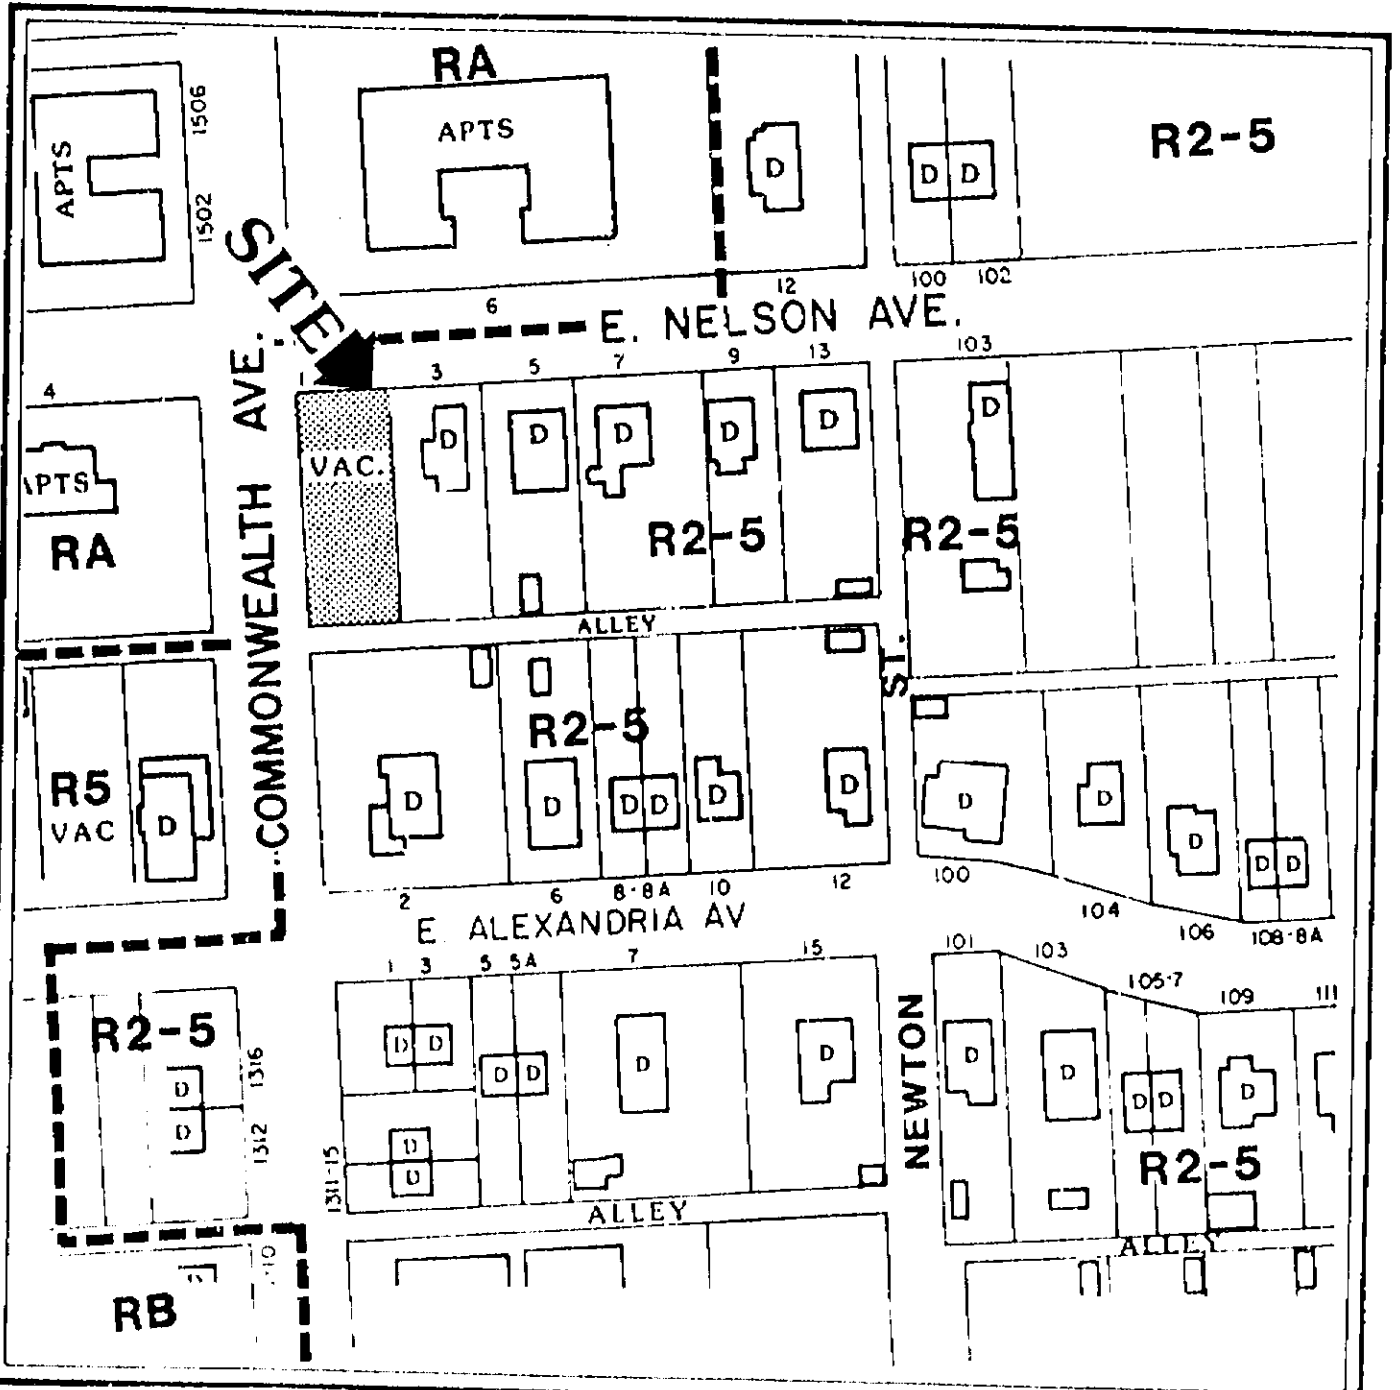 RA
APTS
1506
1502
APTS
D
D D
R2-5
SITE
6
12
100 102
E. NELSON AVE.
COMMONWEALTH AVE.
1 3 5 7 9 13 103
4
VAC.
D D D D D D
APTS
RA
R2-5
R2-5
ALLEY
ST.
R2-5
R5
VAC
D
D D D D D D
D D D D D
2 6 8-8A 10 12
100 104 106 108-8A
E. ALEXANDRIA AV
1 3 5 5A 7 15
101 103 105-7 109 111
NEWTON
R2-5
1316
1312
D
D
D D D D D D
D
D
1311-15
D D D D D
R2-5
ALLEY
ALLEY
RB